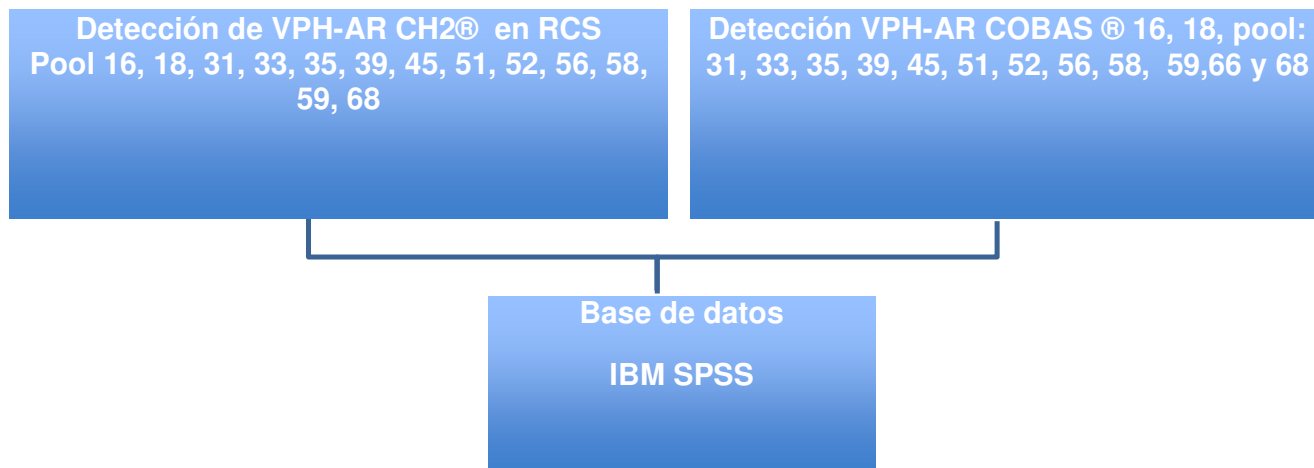 Detección de VPH-AR CH2® en RCS
Pool 16, 18, 31, 33, 35, 39, 45, 51, 52, 56, 58,
59, 68
Detección VPH-AR COBAS ® 16, 18, pool:
31, 33, 35, 39, 45, 51, 52, 56, 58, 59,66 y 68
Base de datos
IBM SPSS